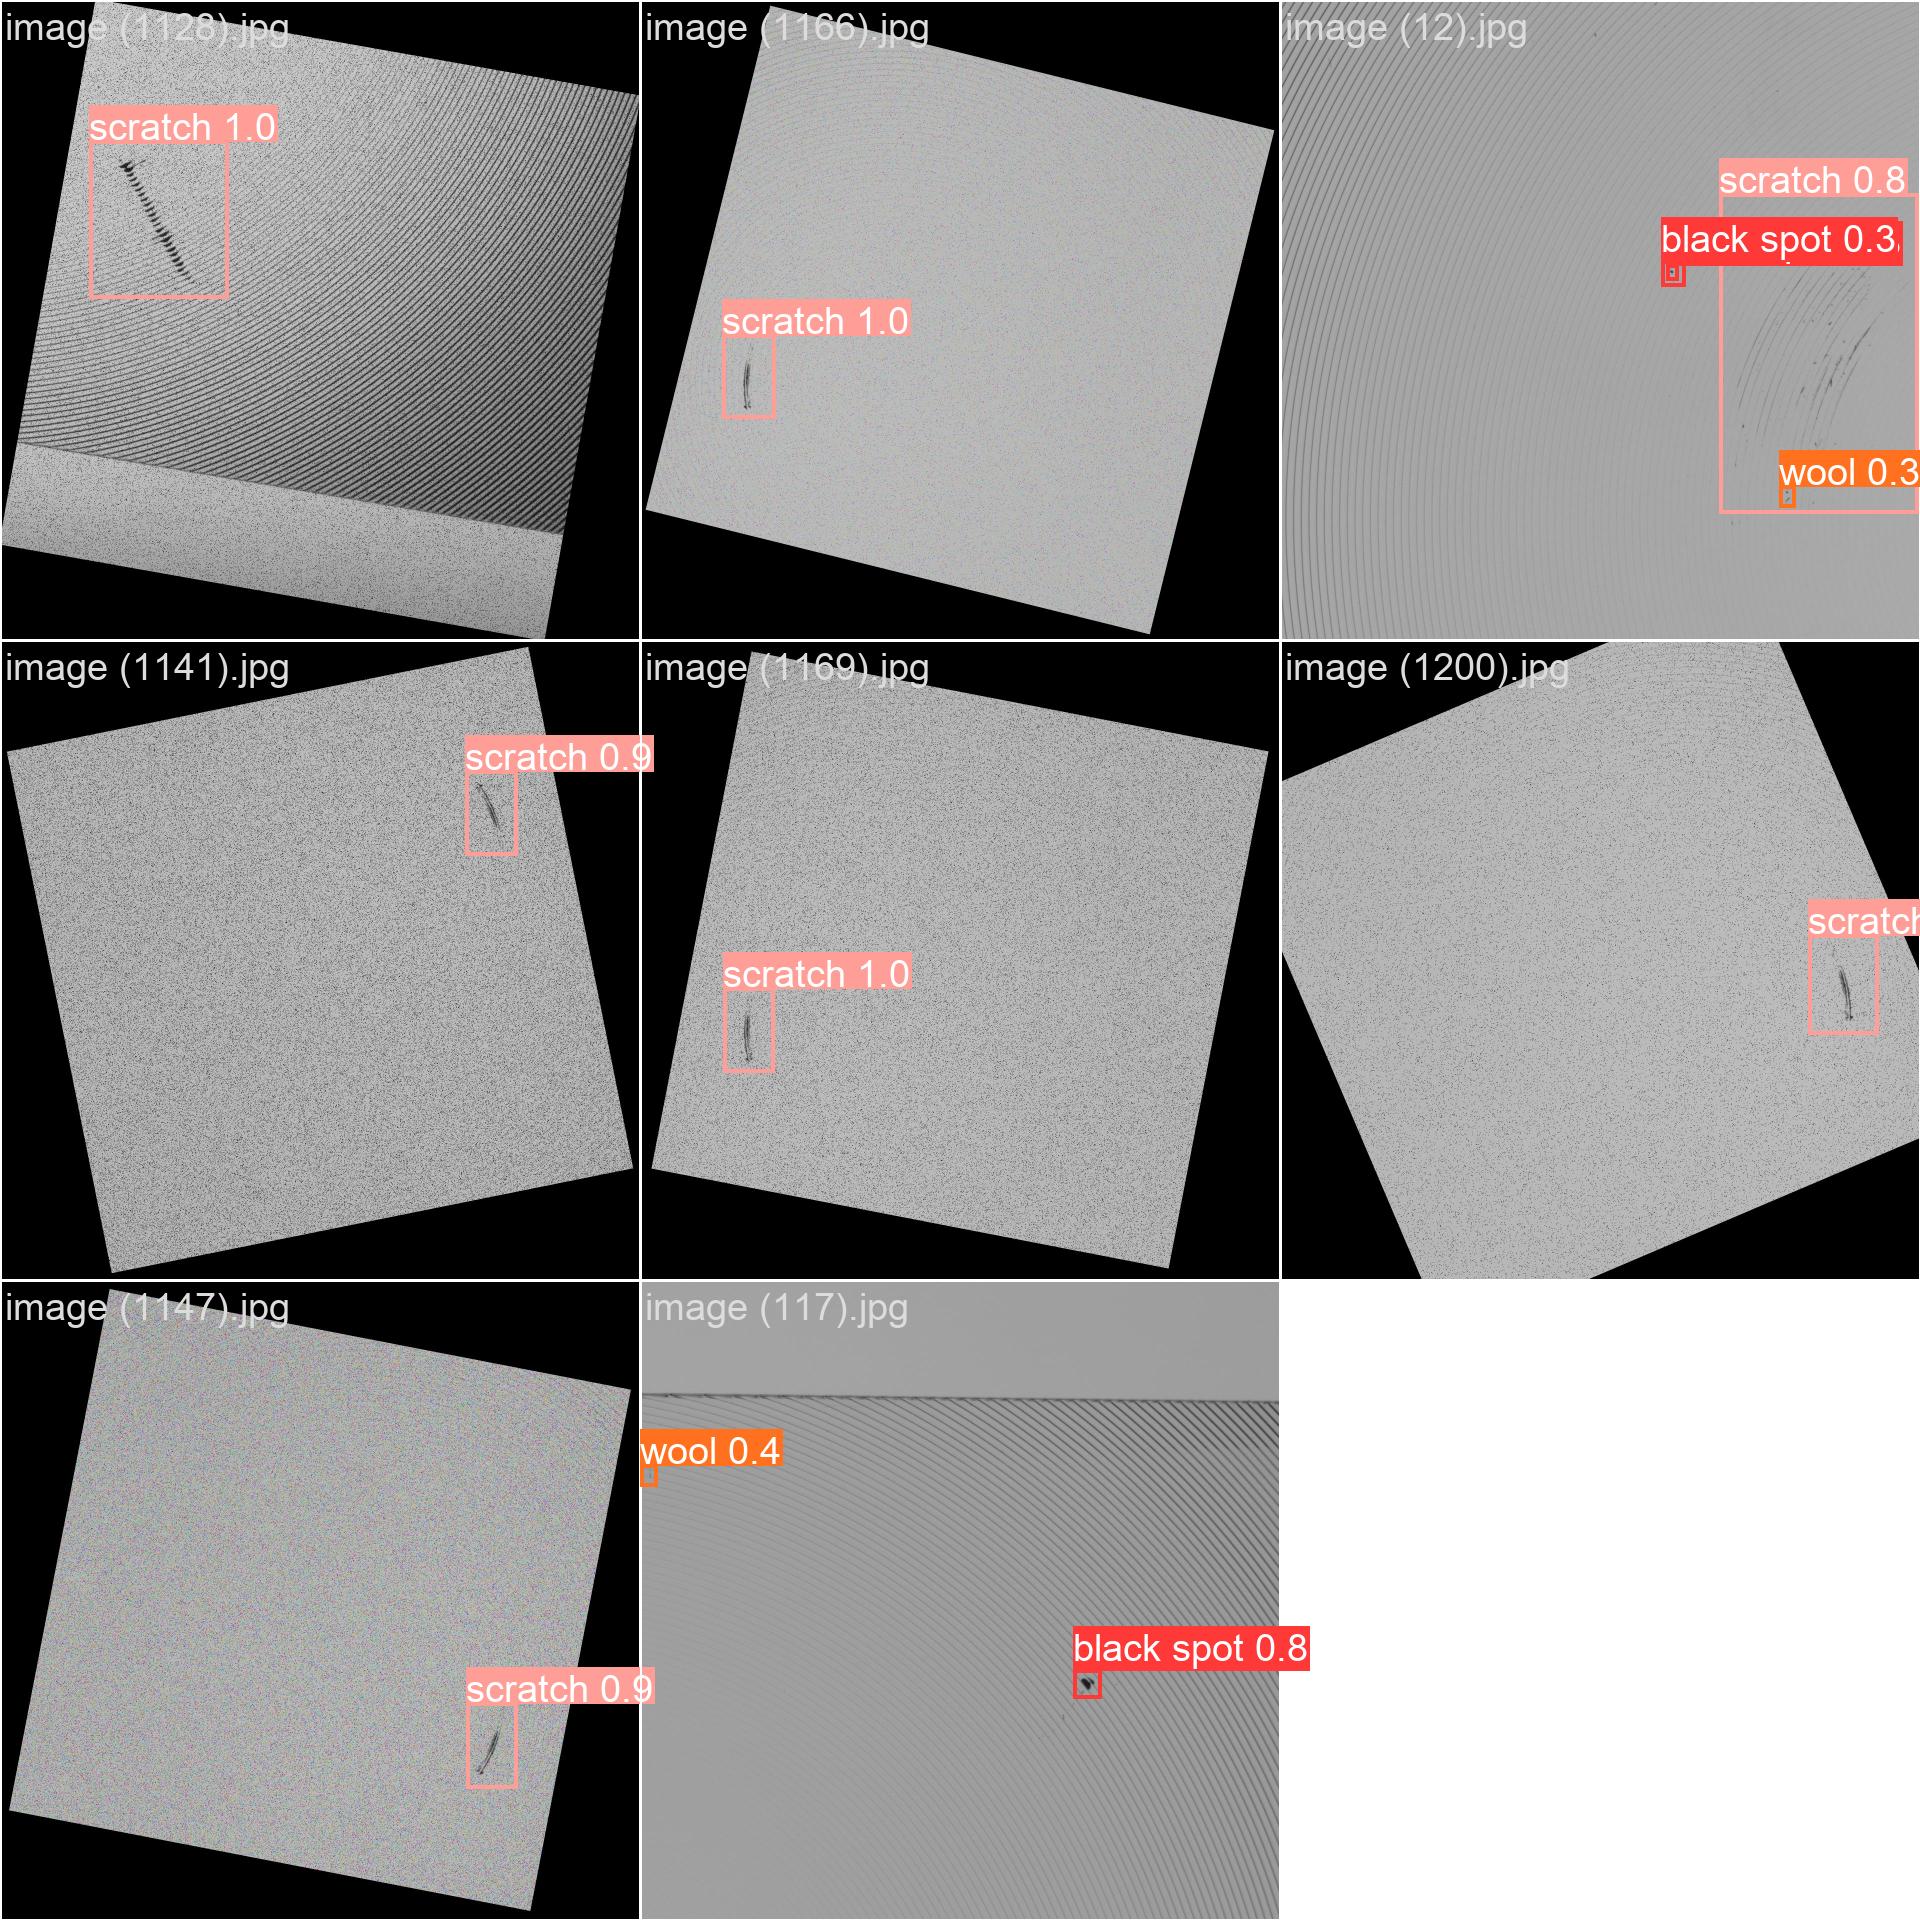 image (1128).jpg
scratch 1.0
image (1166).jpg
scratch 1.0
image (12).jpg
scratch 0.8
black spot 0.3
wool 0.3
image (1141).jpg
scratch 0.9
image (1169).jpg
scratch 1.0
image (1200).jpg
scratch
image (1147).jpg
scratch 0.9
image (117).jpg
wool 0.4
black spot 0.8